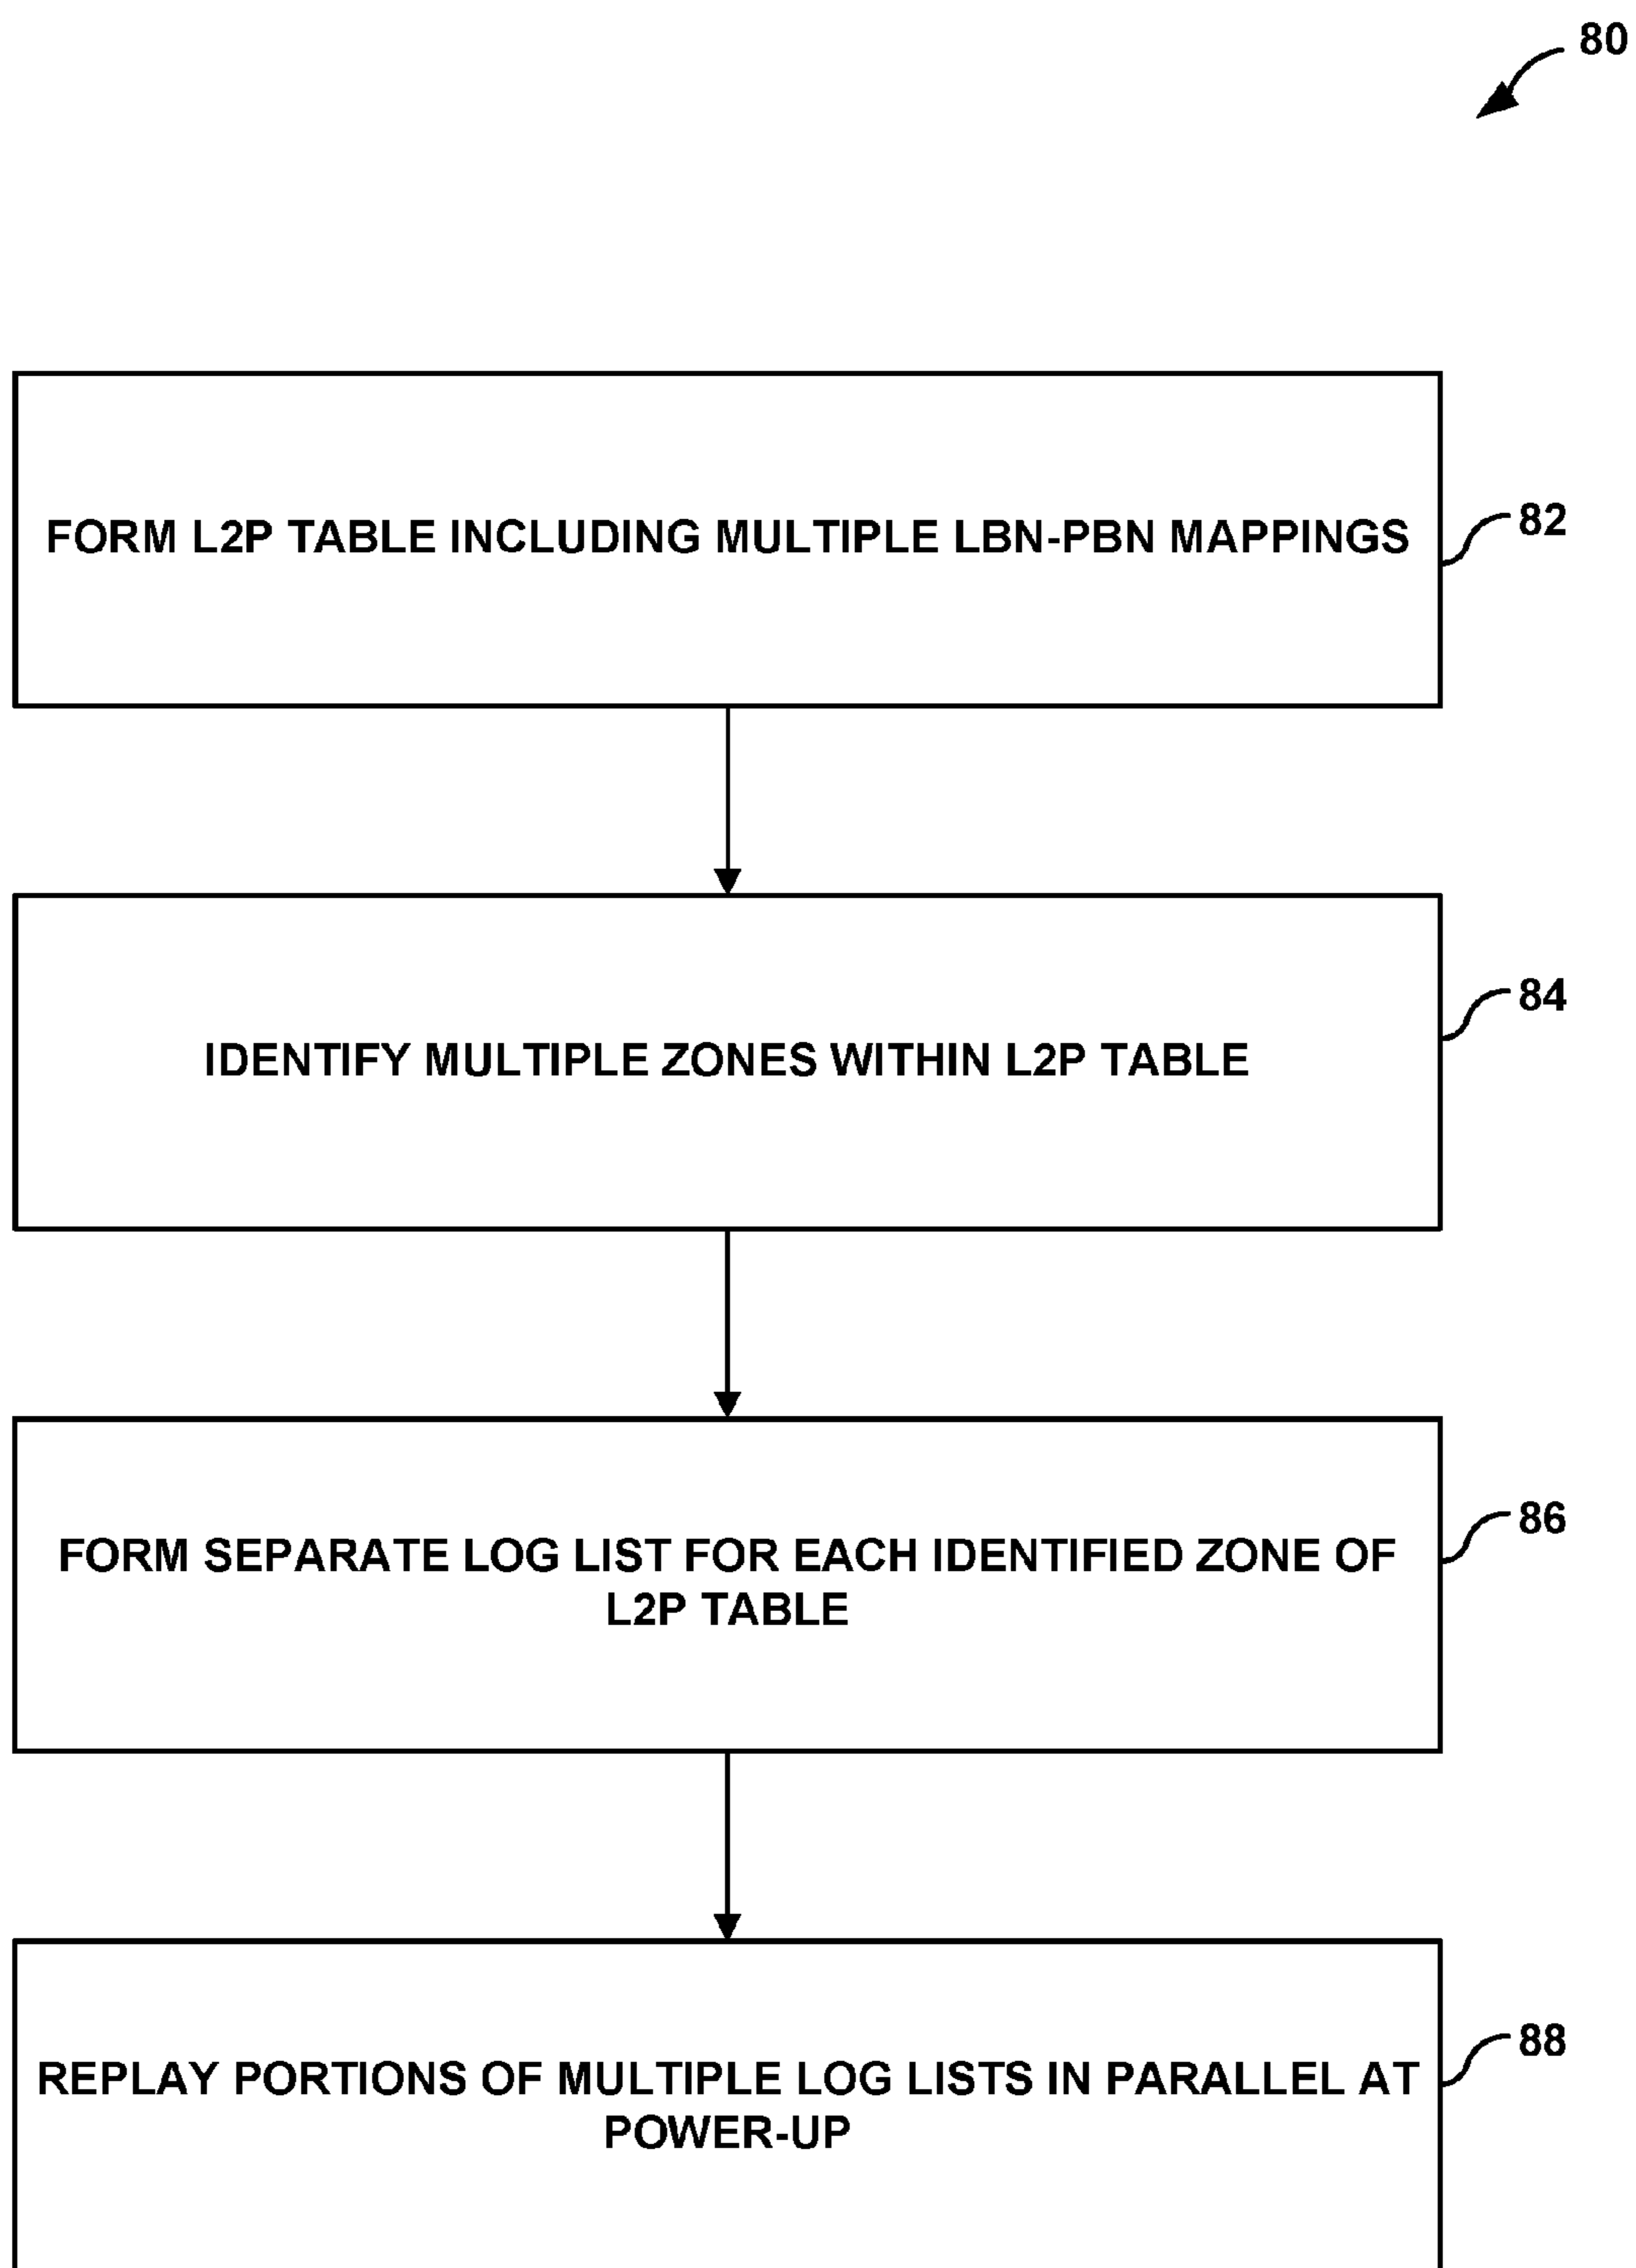 80
FORM L2P TABLE INCLUDING MULTIPLE LBN-PBN MAPPINGS
82
IDENTIFY MULTIPLE ZONES WITHIN L2P TABLE
84
FORM SEPARATE LOG LIST FOR EACH IDENTIFIED ZONE OF
L2P TABLE
86
REPLAY PORTIONS OF MULTIPLE LOG LISTS IN PARALLEL AT
POWER-UP
88